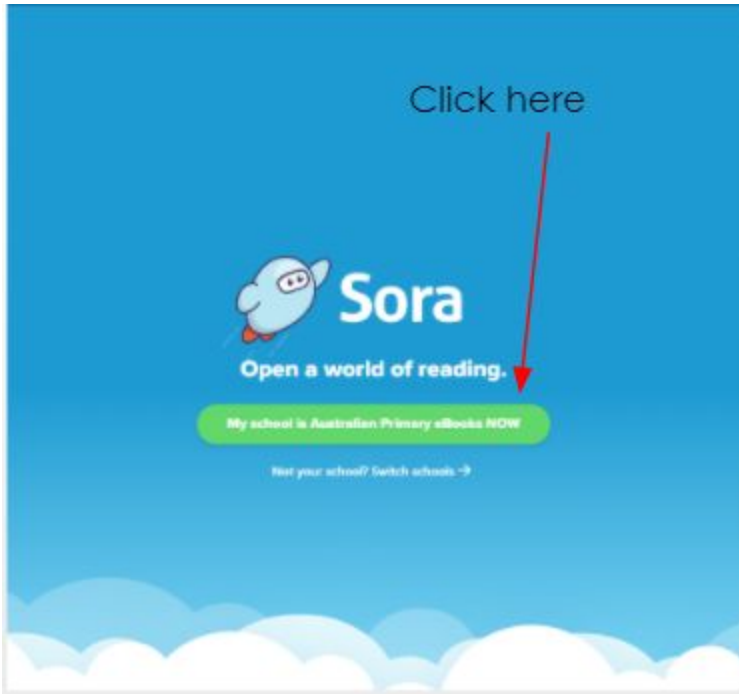 Click here
Sora
Open a world of reading.
My school is Australian Primary eBooks NOW
Not your school? Switch schools →